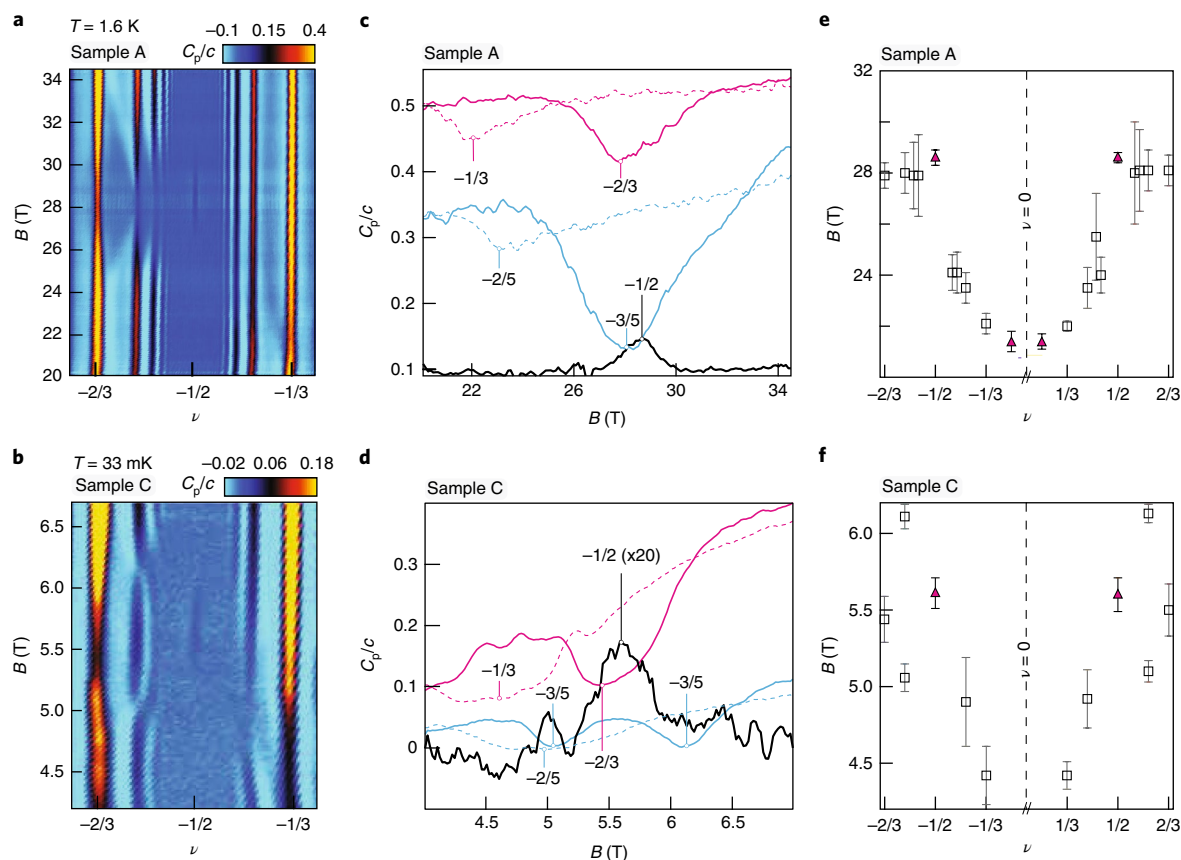 a
T = 1.6 K
Sample A
Cp/c
−0.1 0.15 0.4
B (T)
34
32
30
28
26
24
22
20
−2/3 −1/2 −1/3
ν
b
T = 33 mK
Sample C
Cp/c
−0.02 0.06 0.18
B (T)
6.5
6.0
5.5
5.0
4.5
−2/3 −1/2 −1/3
ν
c
Sample A
Cp/c
0.5
0.4
0.3
0.2
0.1
−1/3
−2/3
−2/5
−1/2
−3/5
22 26 30 34
B (T)
d
Sample C
Cp/c
0.3
0.2
0.1
0
−1/2 (x20)
−1/3
−3/5
−3/5
−2/5
−2/3
4.5 5 5.5 6 6.5
B (T)
e
Sample A
B (T)
32
28
24
ν = 0
−2/3 −1/2 −1/3 1/3 1/2 2/3
ν
f
Sample C
B (T)
6.0
5.5
5.0
4.5
ν = 0
−2/3 −1/2 −1/3 1/3 1/2 2/3
ν